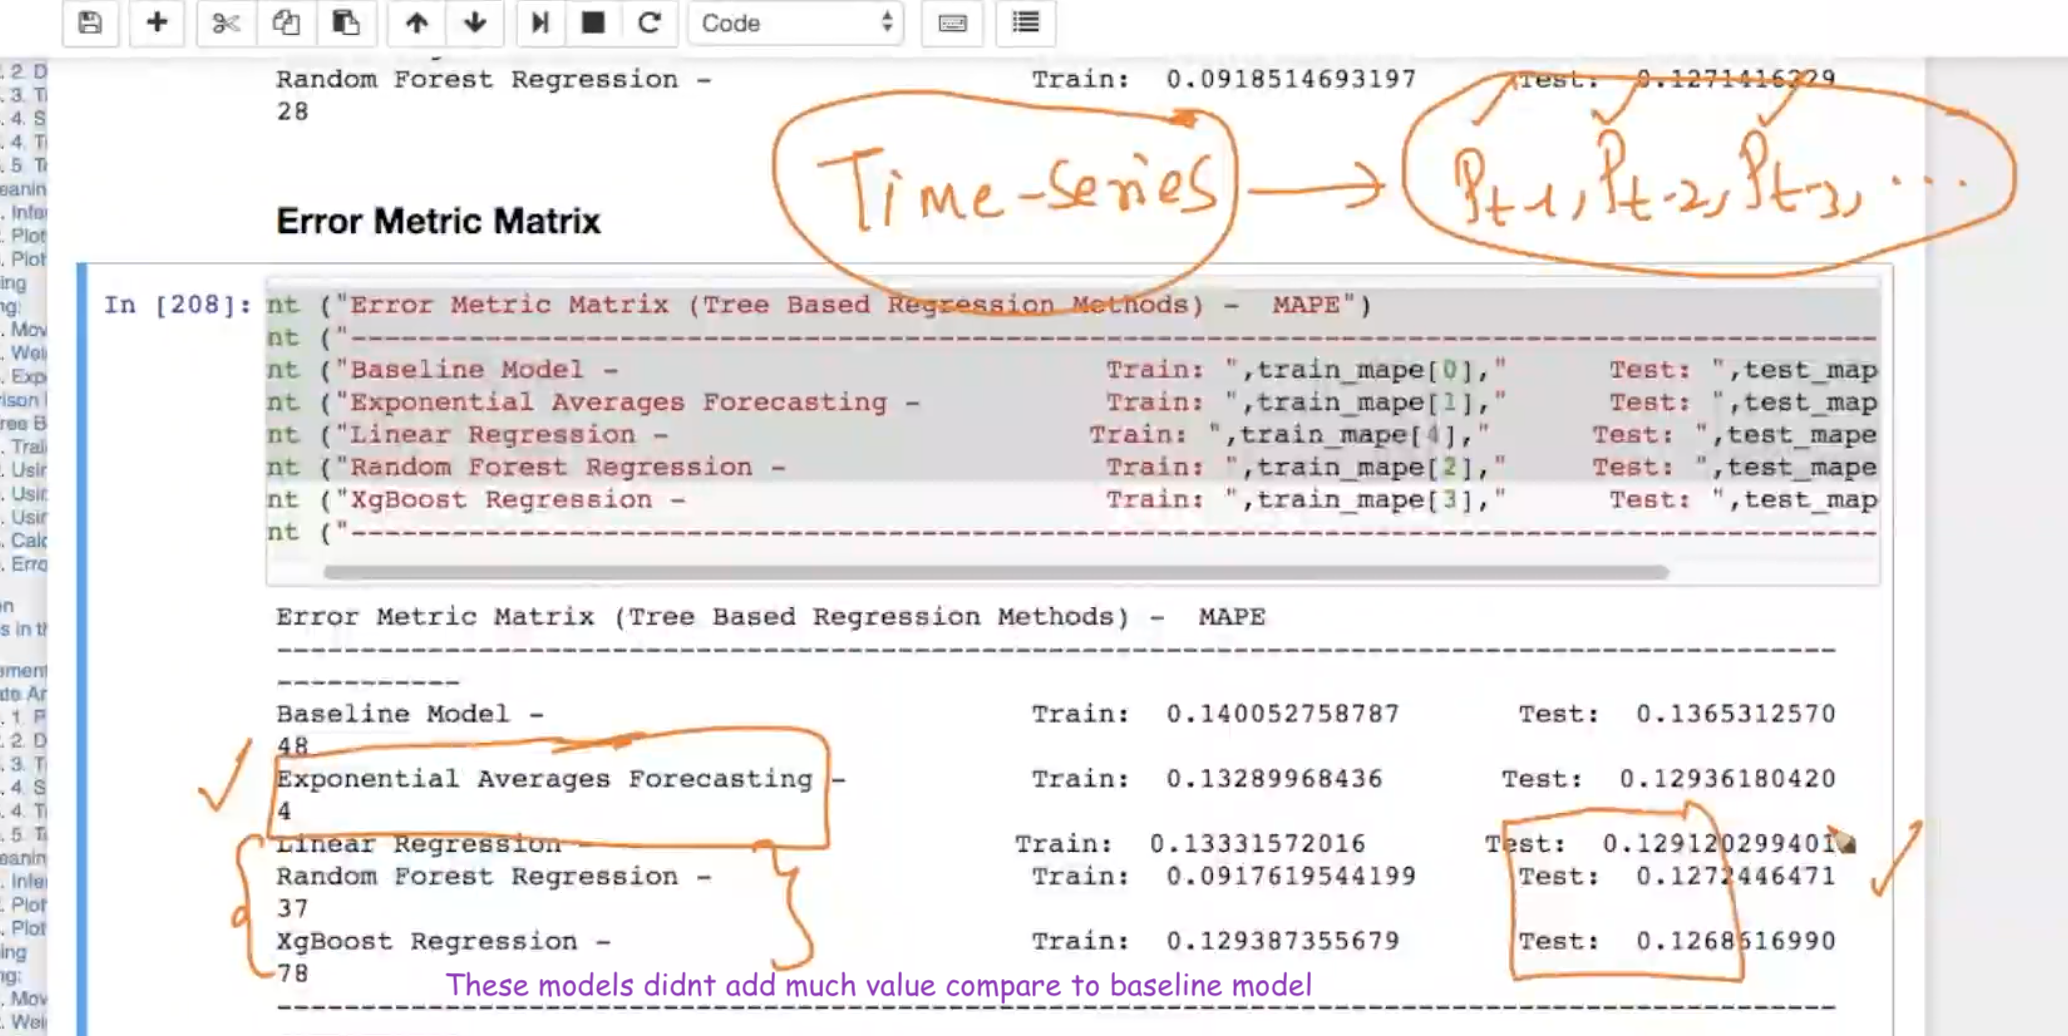 Code
Random Forest Regression - Train: 0.0918514693197 Test: 0.1271416229
28
Time-series → Pt-1, Pt-2, Pt-3, ...
Error Metric Matrix
In [208]: nt ("Error Metric Matrix (Tree Based Regression Methods) - MAPE")
nt ("--------------------------------------------------------------------------------------------
nt ("Baseline Model - Train: ",train_mape[0]," Test: ",test_map
nt ("Exponential Averages Forecasting - Train: ",train_mape[1]," Test: ",test_map
nt ("Linear Regression - Train: ",train_mape[4]," Test: ",test_mape
nt ("Random Forest Regression - Train: ",train_mape[2]," Test: ",test_mape
nt ("XgBoost Regression - Train: ",train_mape[3]," Test: ",test_map
nt ("--------------------------------------------------------------------------------------------
Error Metric Matrix (Tree Based Regression Methods) - MAPE
---------------------------------------------------------------------------------------------
-----------
Baseline Model - Train: 0.140052758787 Test: 0.1365312570
48
Exponential Averages Forecasting - Train: 0.13289968436 Test: 0.12936180420
4
Linear Regression - Train: 0.13331572016 Test: 0.129120299401
Random Forest Regression - Train: 0.0917619544199 Test: 0.1272446471
37
XgBoost Regression - Train: 0.129387355679 Test: 0.1268616990
78
These models didnt add much value compare to baseline model
---------------------------------------------------------------------------------------------